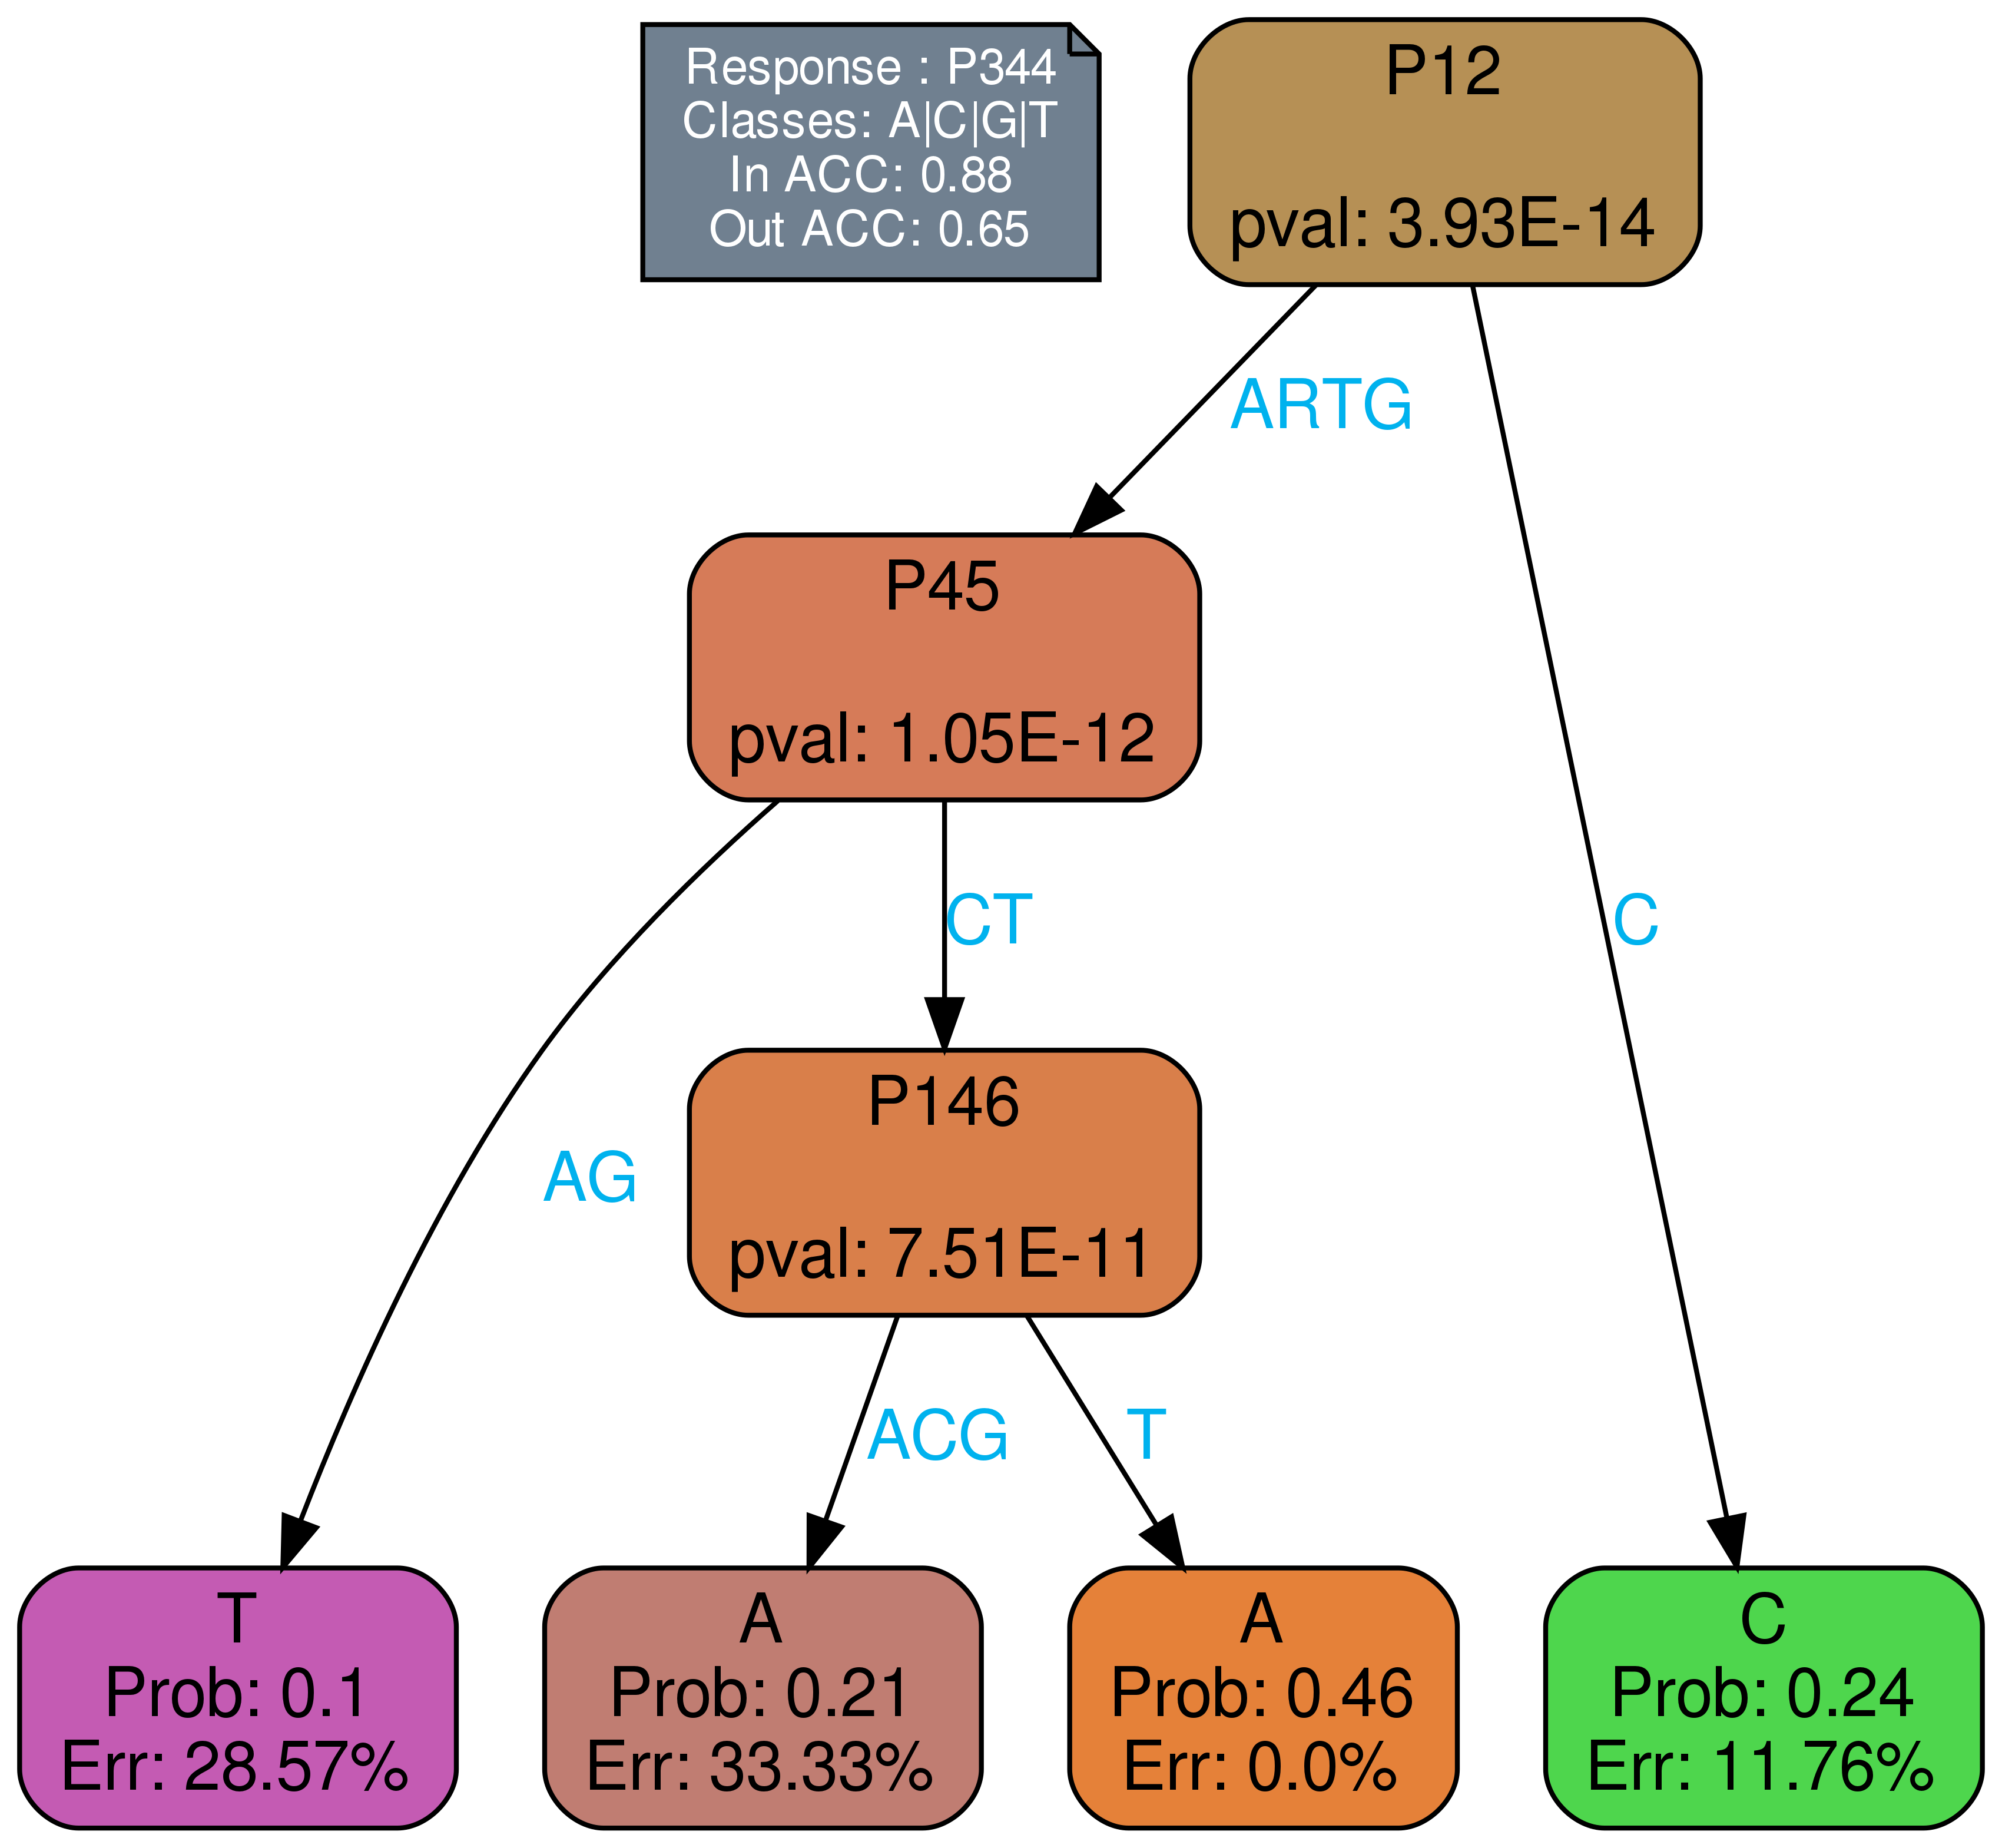 Response : P344
Classes: A|C|G|T
In ACC: 0.88
Out ACC: 0.65
P12
pval: 3.93E-14
ARTG
P45
pval: 1.05E-12
CT
C
P146
pval: 7.51E-11
AG
ACG
T
T
Prob: 0.1
Err: 28.57%
A
Prob: 0.21
Err: 33.33%
A
Prob: 0.46
Err: 0.0%
C
Prob: 0.24
Err: 11.76%